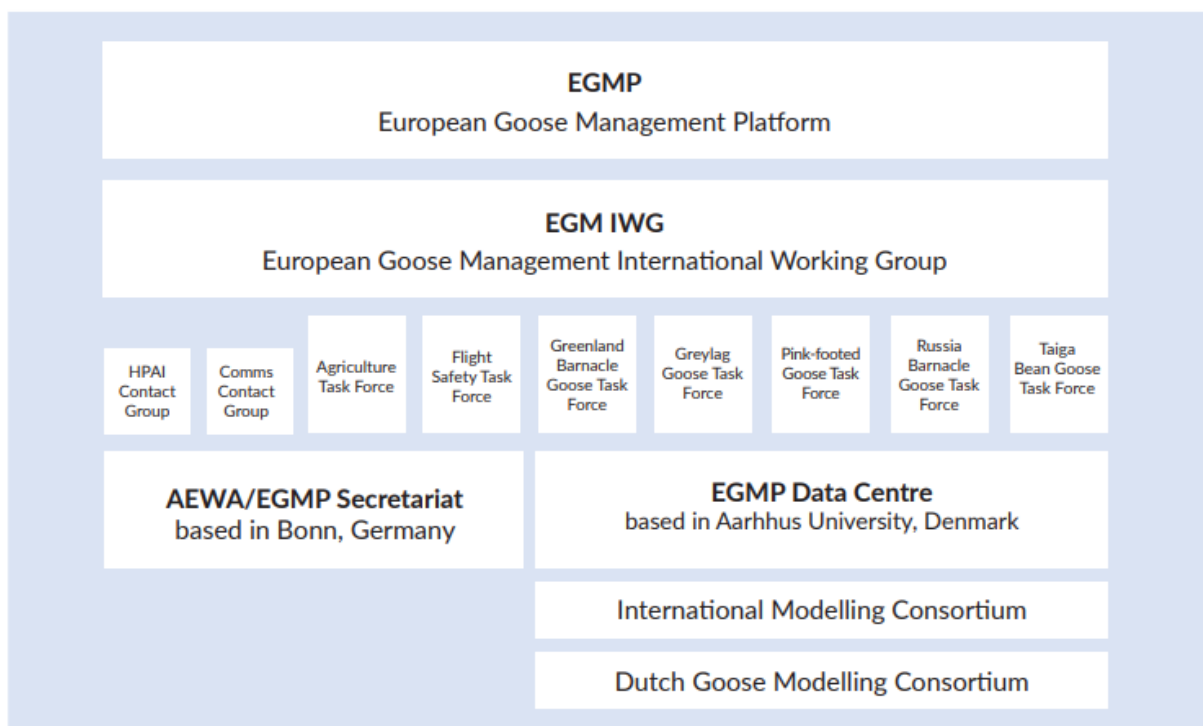 EGMP
European Goose Management Platform
EGM IWG
European Goose Management International Working Group
HPAI
Contact
Group
Comms
Contact
Group
Agriculture
Task Force
Flight
Safety Task
Force
Greenland
Barnacle
Goose Task
Force
Greylag
Goose Task
Force
Pink-footed
Goose Task
Force
Russia
Barnacle
Goose Task
Force
Taiga
Bean Goose
Task Force
AEWA/EGMP Secretariat
based in Bonn, Germany
EGMP Data Centre
based in Aarhhus University, Denmark
International Modelling Consortium
Dutch Goose Modelling Consortium